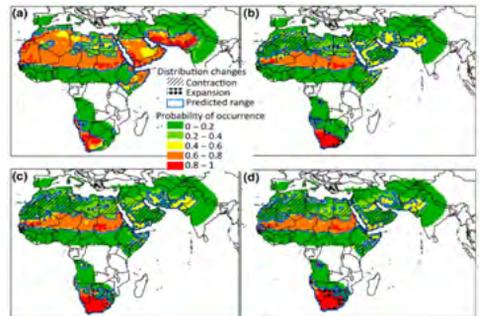 (a)
(b)
Distribution changes
Contraction
Expansion
Predicted range
Probability of occurrence
0 – 0.2
0.2 – 0.4
0.4 – 0.6
0.6 – 0.8
0.8 – 1
(c)
(d)